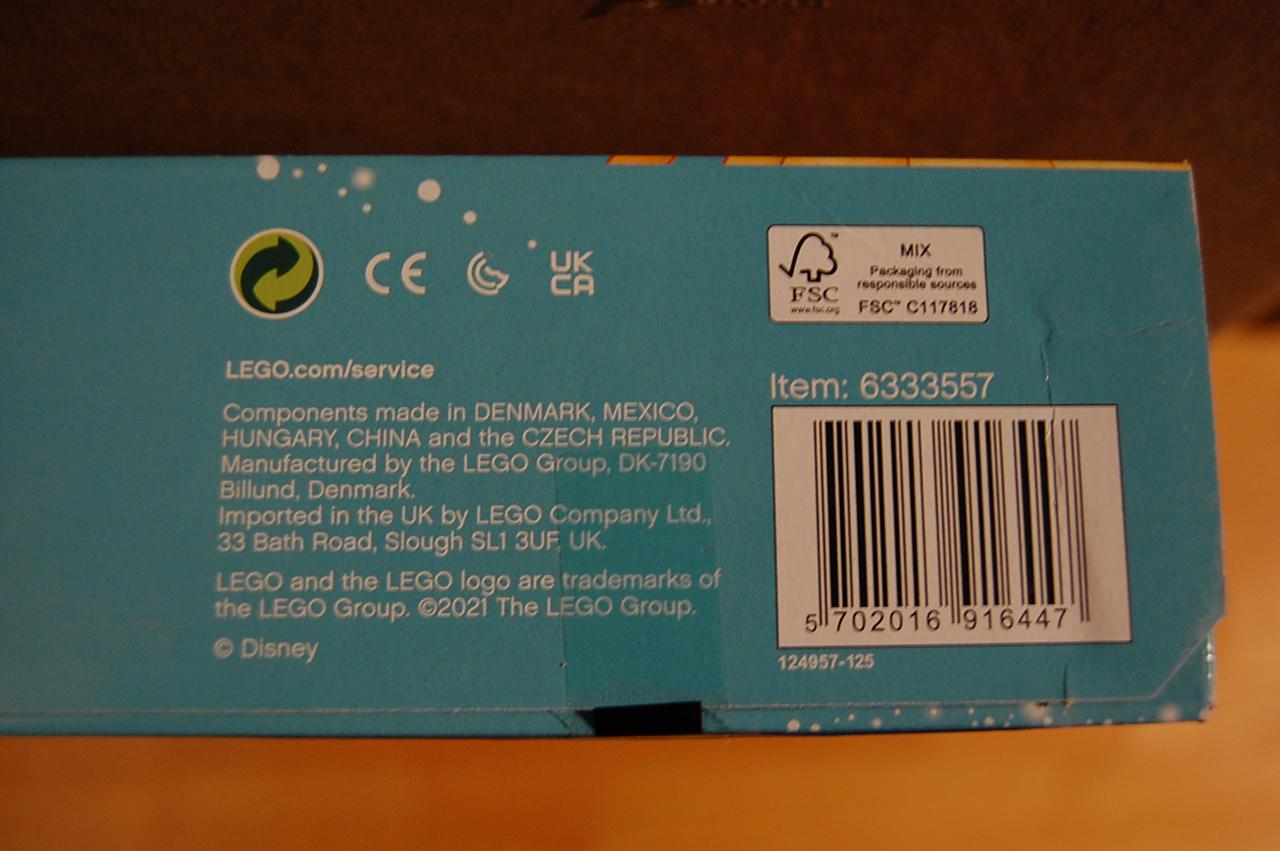 CE
UK
CA
LEGO.com/service
Components made in DENMARK, MEXICO,
HUNGARY, CHINA and the CZECH REPUBLIC.
Manufactured by the LEGO Group, DK-7190
Billund, Denmark.
Imported in the UK by LEGO Company Ltd.,
33 Bath Road, Slough SL1 3UF, UK.
LEGO and the LEGO logo are trademarks of
the LEGO Group. ©2021 The LEGO Group.
© Disney
FSC
www.fsc.org
MIX
Packaging from
responsible sources
FSC™ C117818
Item: 6333557
5 702016 916447
124957-125